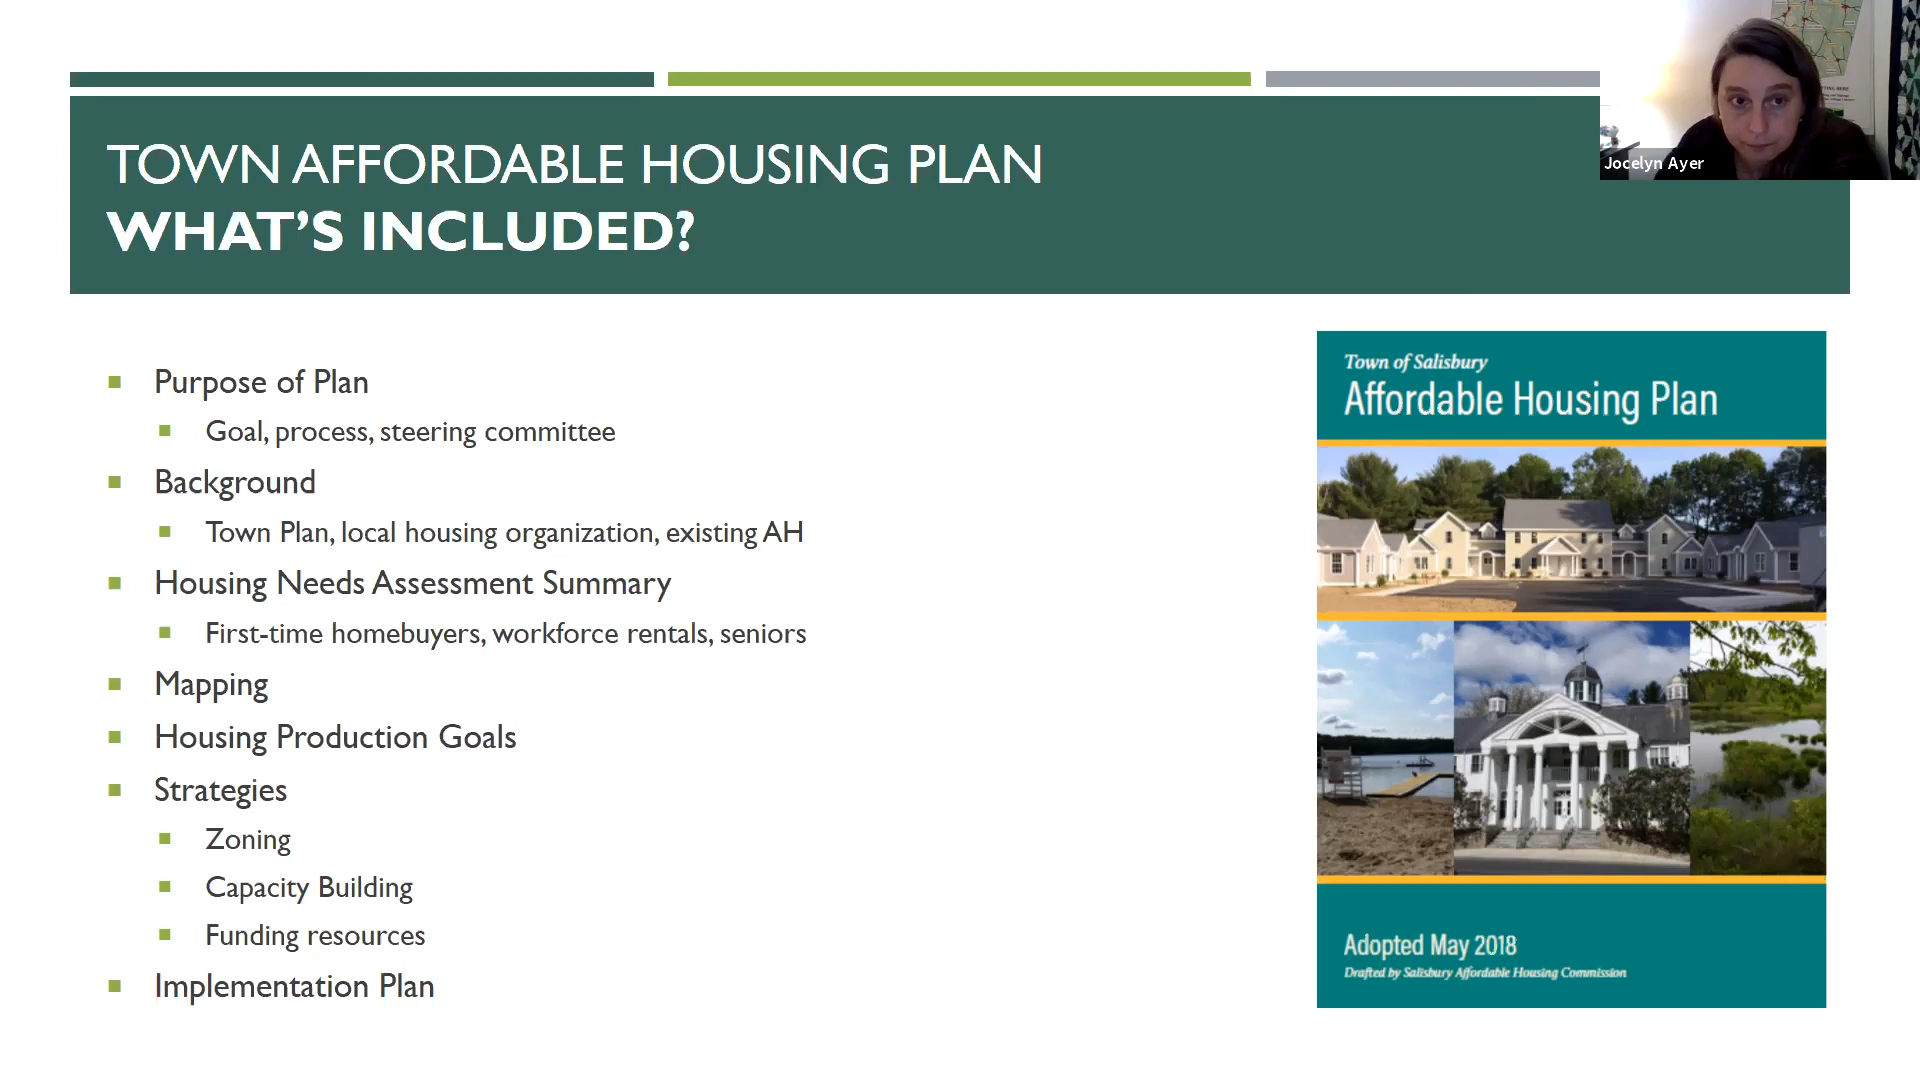 TOWN AFFORDABLE HOUSING PLAN
WHAT'S INCLUDED?
Jocelyn Ayer
Purpose of Plan
Goal, process, steering committee
Background
Town Plan, local housing organization, existing AH
Housing Needs Assessment Summary
First-time homebuyers, workforce rentals, seniors
Mapping
Housing Production Goals
Strategies
Zoning
Capacity Building
Funding resources
Implementation Plan
Town of Salisbury
Affordable Housing Plan
Adopted May 2018
Drafted by Salisbury Affordable Housing Commission